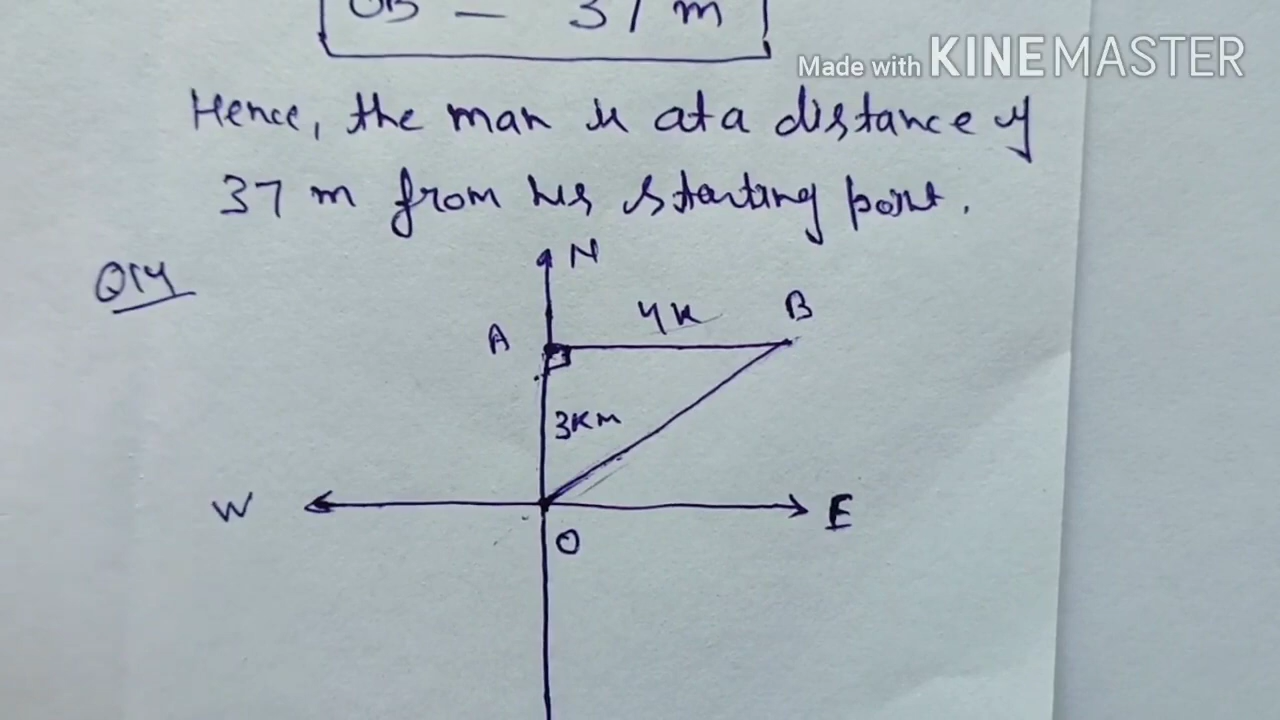 OB = 37 m
Made with KINEMASTER
Hence, the man is at a distance of
37 m from his starting point.
Q14
N
A
4K
B
3KM
W
E
O